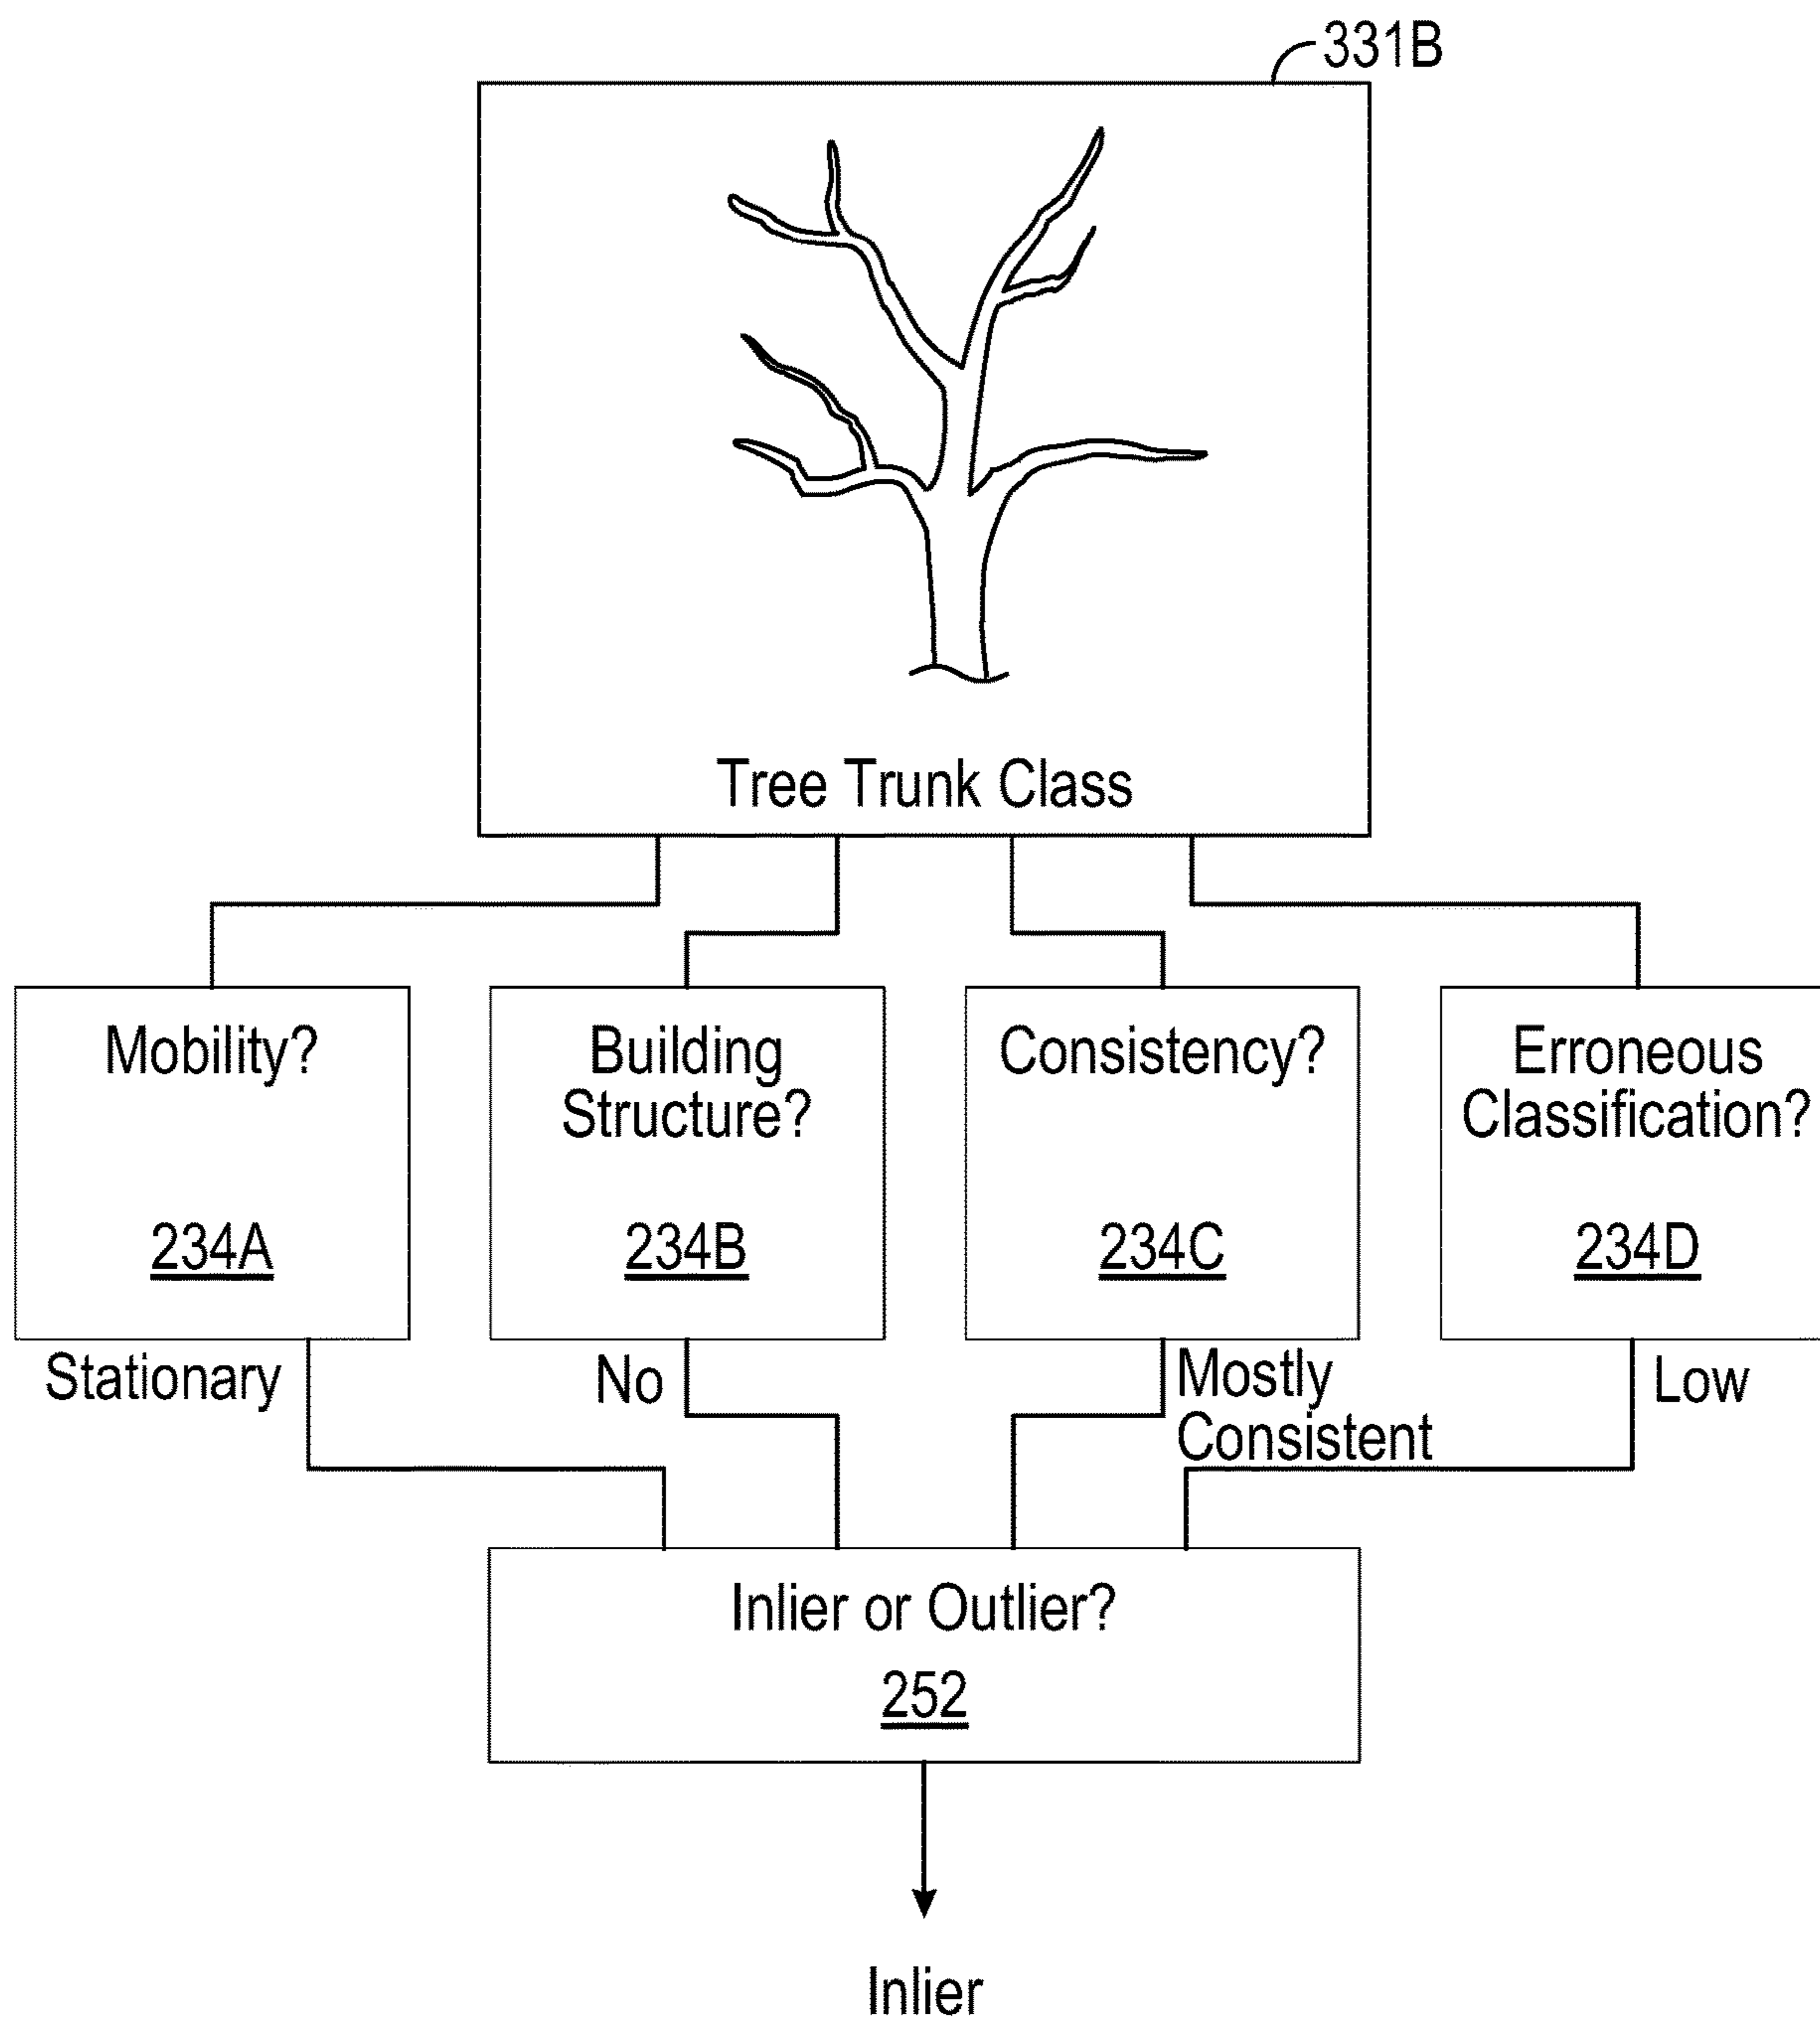 331B
Tree Trunk Class
Mobility?
234A
Building
Structure?
234B
Consistency?
234C
Erroneous
Classification?
234D
Stationary
No
Mostly
Consistent
Low
Inlier or Outlier?
252
Inlier